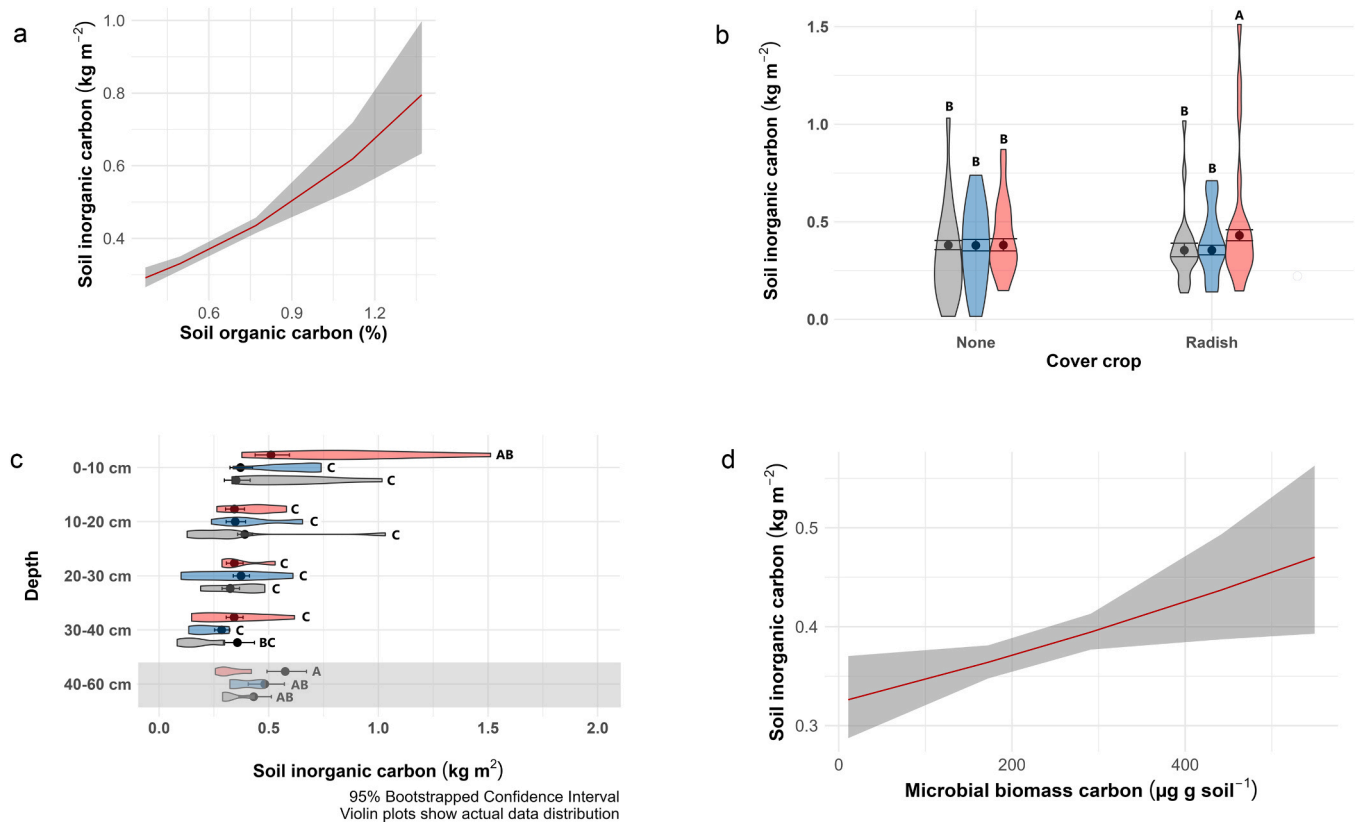 a
Soil inorganic carbon (kg m⁻²)
1.0
0.8
0.6
0.4
0.6
0.9
1.2
Soil organic carbon (%)
b
Soil inorganic carbon (kg m⁻²)
1.5
1.0
0.5
0.0
B
B
B
B
B
A
None
Radish
Cover crop
c
Depth
0-10 cm
AB
C
C
10-20 cm
C
C
C
20-30 cm
C
C
C
30-40 cm
C
C
BC
40-60 cm
A
AB
AB
0.0
0.5
1.0
1.5
2.0
Soil inorganic carbon (kg m²)
95% Bootstrapped Confidence Interval
Violin plots show actual data distribution
d
Soil inorganic carbon (kg m⁻²)
0.5
0.4
0.3
0
200
400
Microbial biomass carbon (µg g soil⁻¹)